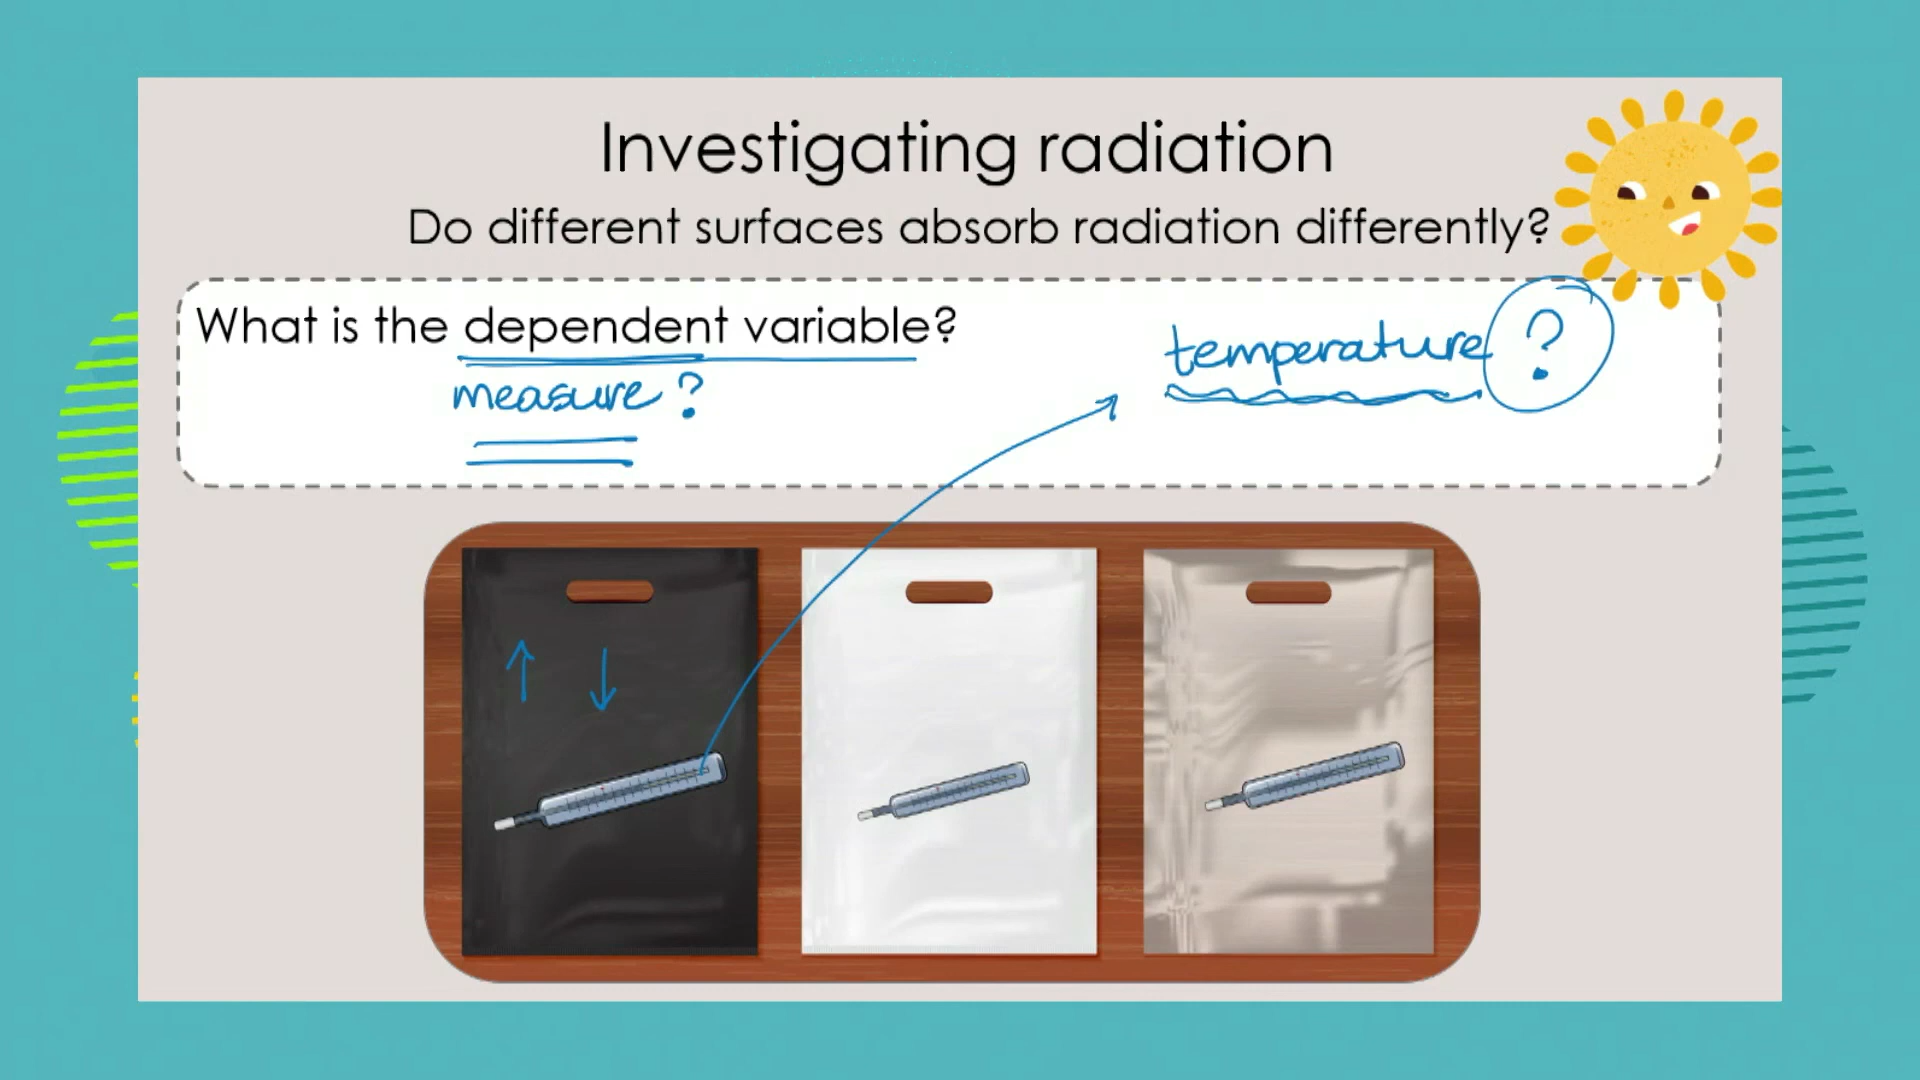 Investigating radiation
Do different surfaces absorb radiation differently?
What is the dependent variable?
temperature ?
measure ?